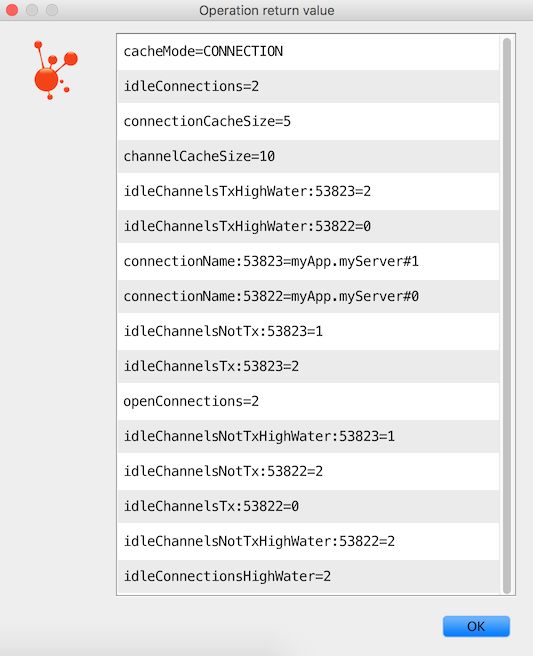 Operation return value
cacheMode=CONNECTION
idleConnections=2
connectionCacheSize=5
channelCacheSize=10
idleChannelsTxHighWater:53823=2
idleChannelsTxHighWater:53822=0
connectionName:53823=myApp.myServer#1
connectionName:53822=myApp.myServer#0
idleChannelsNotTx:53823=1
idleChannelsTx:53823=2
openConnections=2
idleChannelsNotTxHighWater:53823=1
idleChannelsNotTx:53822=2
idleChannelsTx:53822=0
idleChannelsNotTxHighWater:53822=2
idleConnectionsHighWater=2
OK